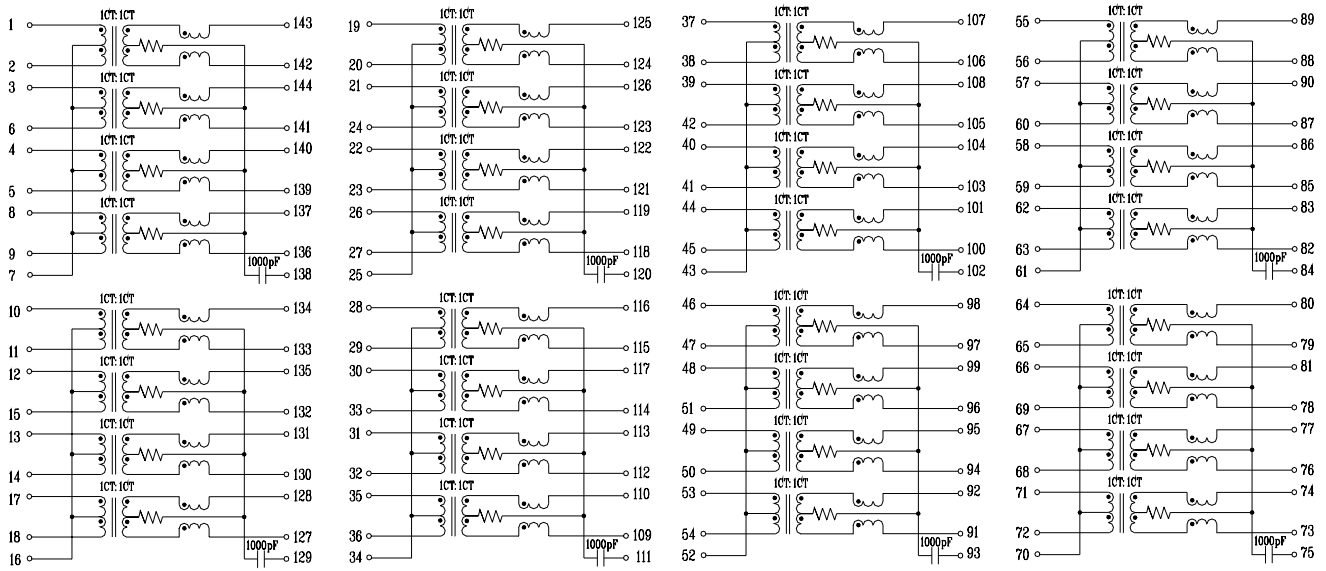 1CT:1CT
1 143
2 142
1CT:1CT
3 144
6 141
1CT:1CT
4 140
5 139
1CT:1CT
8 137
9 136
1000pF
7 138
1CT:1CT
10 134
11 133
1CT:1CT
12 135
15 132
1CT:1CT
13 131
14 130
1CT:1CT
17 128
18 127
1000pF
16 129
1CT:1CT
19 125
20 124
1CT:1CT
21 126
24 123
1CT:1CT
22 122
23 121
1CT:1CT
26 119
27 118
1000pF
25 120
1CT:1CT
28 116
29 115
1CT:1CT
30 117
33 114
1CT:1CT
31 113
32 112
1CT:1CT
35 110
36 109
1000pF
34 111
1CT:1CT
37 107
38 106
1CT:1CT
39 108
42 105
1CT:1CT
40 104
41 103
1CT:1CT
44 101
45 100
1000pF
43 102
1CT:1CT
46 98
47 97
1CT:1CT
48 99
51 96
1CT:1CT
49 95
50 94
1CT:1CT
53 92
54 91
1000pF
52 93
1CT:1CT
55 89
56 88
1CT:1CT
57 90
60 87
1CT:1CT
58 86
59 85
1CT:1CT
62 83
63 82
1000pF
61 84
1CT:1CT
64 80
65 79
1CT:1CT
66 81
69 78
1CT:1CT
67 77
68 76
1CT:1CT
71 74
72 73
1000pF
70 75